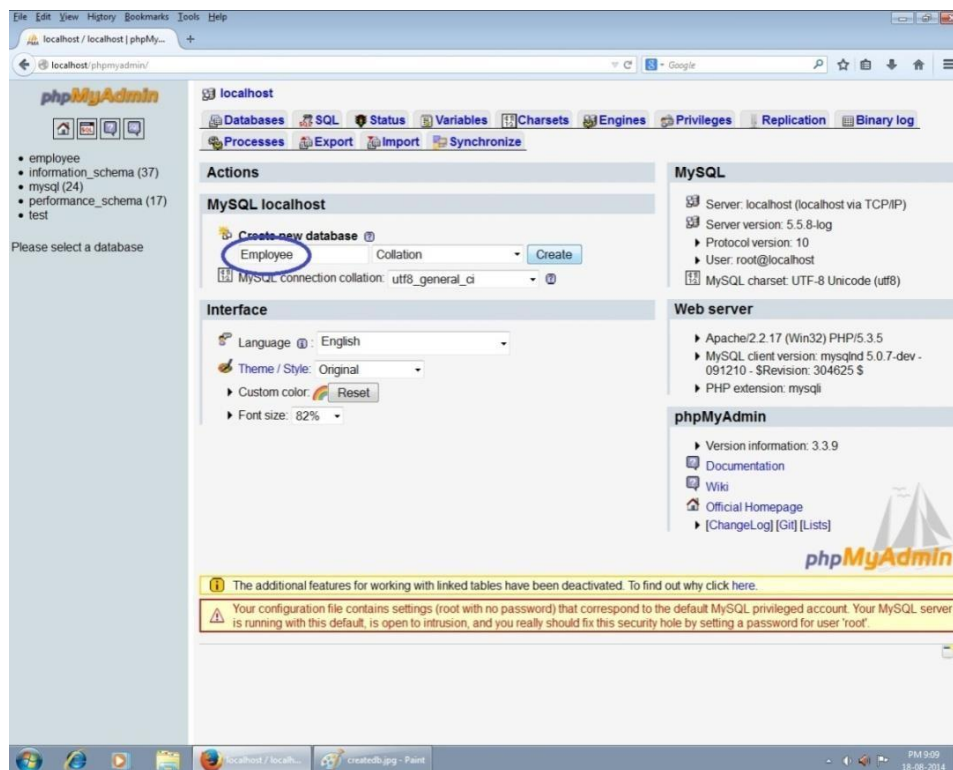 File Edit View History Bookmarks Tools Help
localhost / localhost | phpMy... +
localhost/phpmyadmin/
Google
phpMyAdmin
employee
information_schema (37)
mysql (24)
performance_schema (17)
test
Please select a database
localhost
Databases SQL Status Variables Charsets Engines Privileges Replication Binary log
Processes Export Import Synchronize
Actions
MySQL localhost
Create new database
Employee Collation Create
MySQL connection collation: utf8_general_ci
Interface
Language : English
Theme / Style: Original
Custom color: Reset
Font size: 82%
MySQL
Server: localhost (localhost via TCP/IP)
Server version: 5.5.8-log
Protocol version: 10
User: root@localhost
MySQL charset: UTF-8 Unicode (utf8)
Web server
Apache/2.2.17 (Win32) PHP/5.3.5
MySQL client version: mysqlnd 5.0.7-dev -
091210 - $Revision: 304625 $
PHP extension: mysqli
phpMyAdmin
Version information: 3.3.9
Documentation
Wiki
Official Homepage
[ChangeLog] [Git] [Lists]
phpMyAdmin
The additional features for working with linked tables have been deactivated. To find out why click here.
Your configuration file contains settings (root with no password) that correspond to the default MySQL privileged account. Your MySQL server
is running with this default, is open to intrusion, and you really should fix this security hole by setting a password for user 'root'.
localhost / localh... createdb.jpg - Paint
PM 9:09
18-08-2014